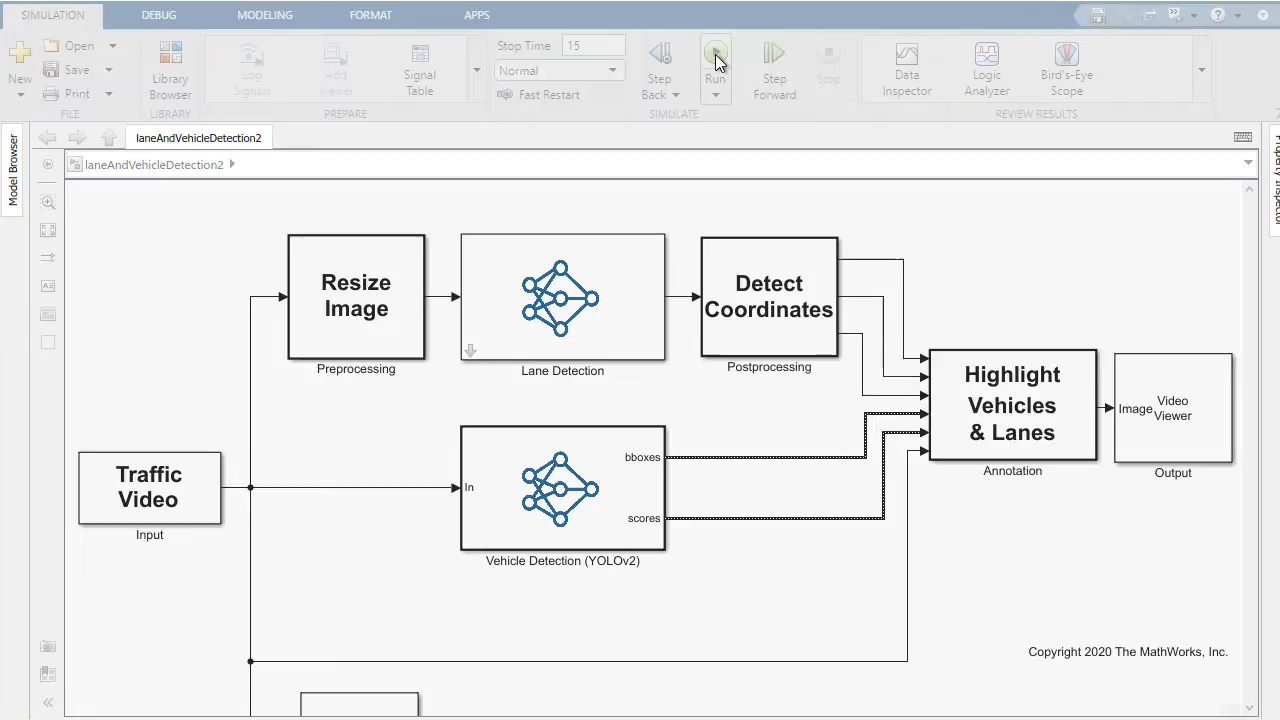 SIMULATION DEBUG MODELING FORMAT APPS
New
Open
Save
Print
FILE
Library
Browser
LIBRARY
Log
Signals
Add
Viewer
Signal
Table
PREPARE
Stop Time 15
Normal
Fast Restart
Step
Back
Run
Step
Forward
Stop
SIMULATE
Data
Inspector
Logic
Analyzer
Bird's-Eye
Scope
REVIEW RESULTS
Model Browser
laneAndVehicleDetection2
Property Inspector
laneAndVehicleDetection2
Resize
Image
Preprocessing
Lane Detection
Detect
Coordinates
Postprocessing
Highlight
Vehicles
& Lanes
Annotation
Image
Video
Viewer
Output
Traffic
Video
Input
In
bboxes
scores
Vehicle Detection (YOLOv2)
Copyright 2020 The MathWorks, Inc.